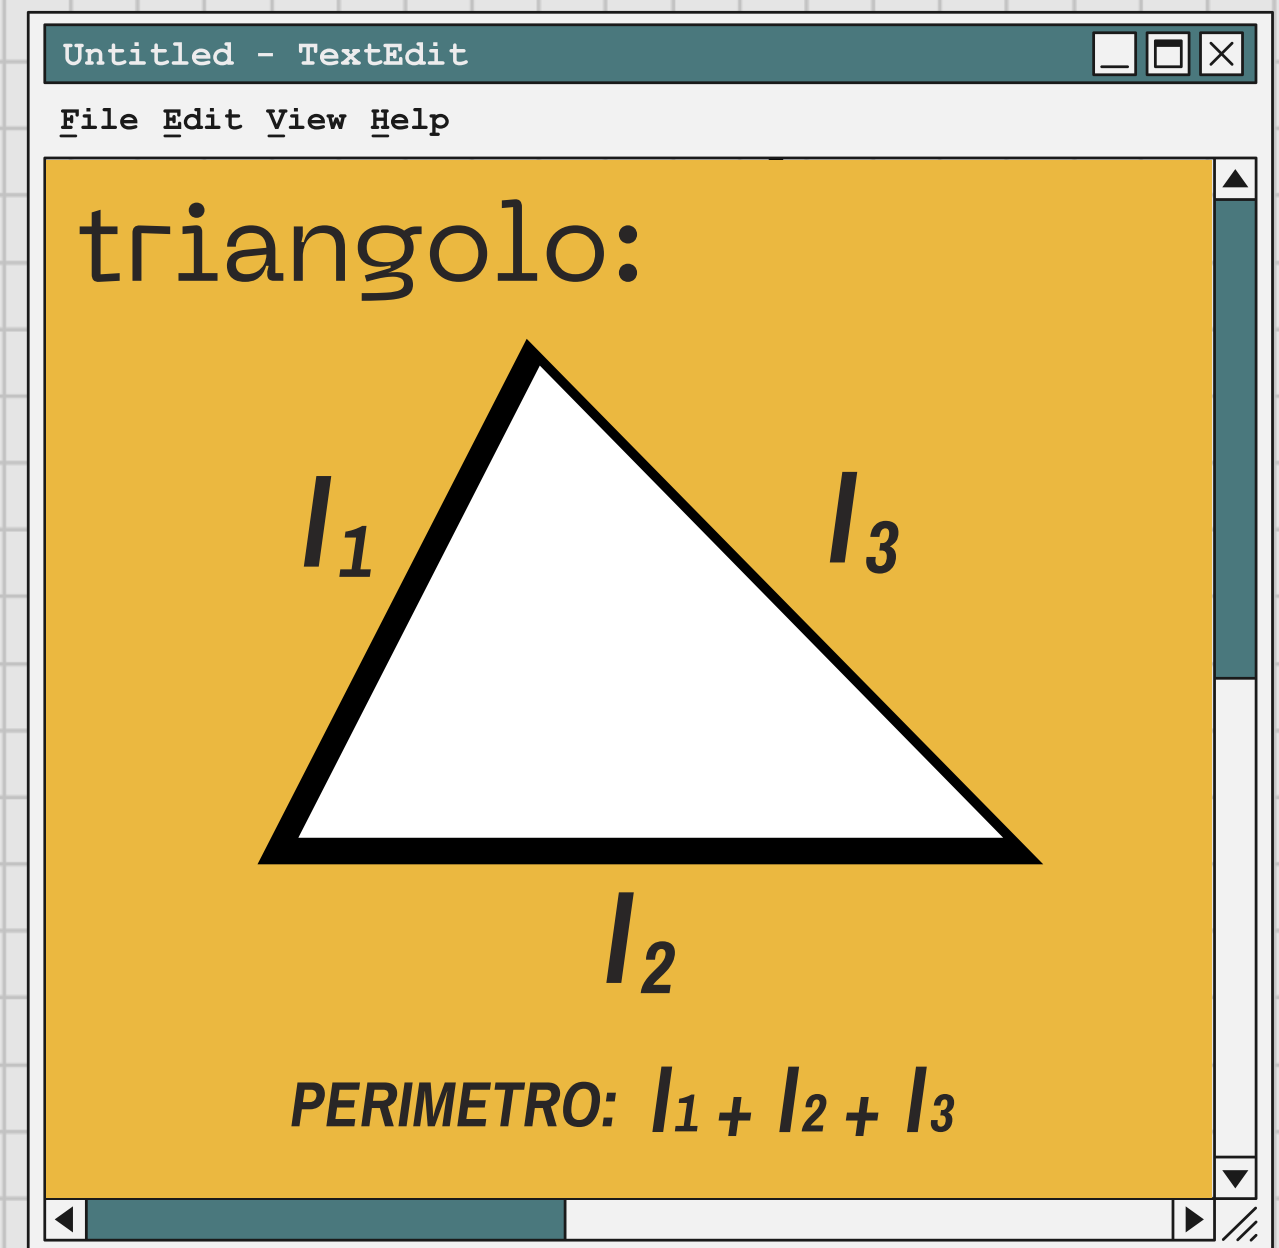 Untitled - TextEdit
File Edit View Help
triangolo:
l1
l3
l2
PERIMETRO: l1 + l2 + l3